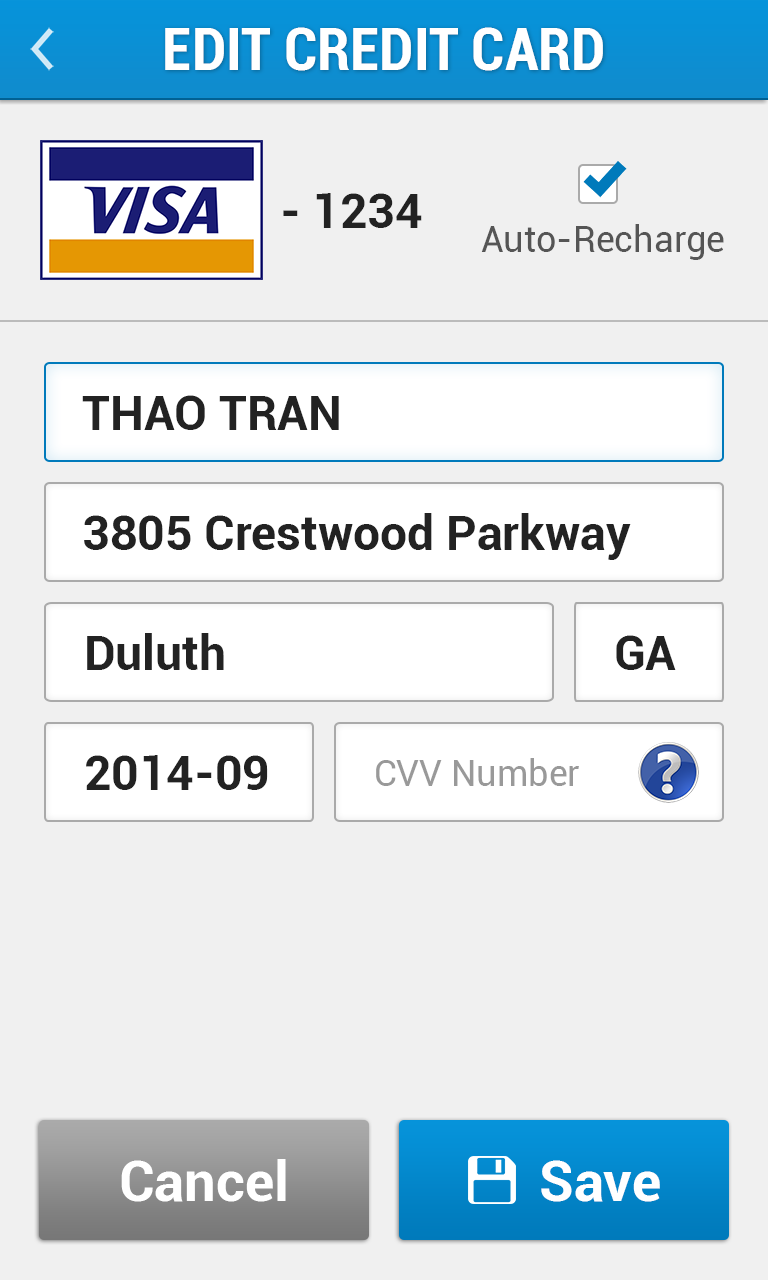 EDIT CREDIT CARD
VISA - 1234
Auto-Recharge
THAO TRAN
3805 Crestwood Parkway
Duluth GA
2014-09 CVV Number ?
Cancel Save